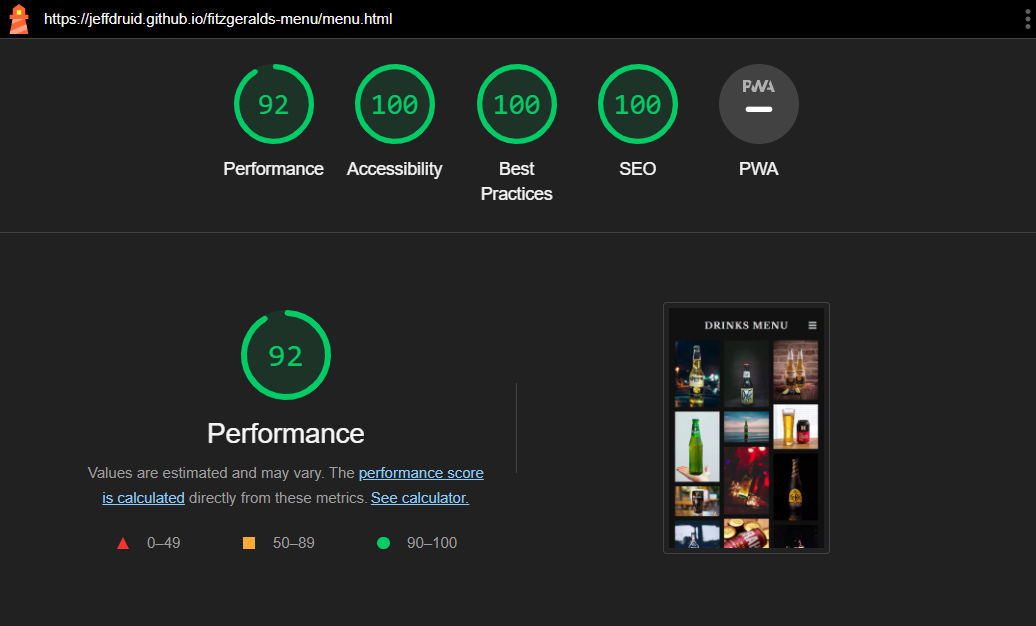 https://jeffdruid.github.io/fitzgeralds-menu/menu.html
92 100 100 100 PWA
Performance Accessibility Best Practices SEO PWA
92
Performance
Values are estimated and may vary. The performance score
is calculated directly from these metrics. See calculator.
0–49 50–89 90–100
DRINKS MENU